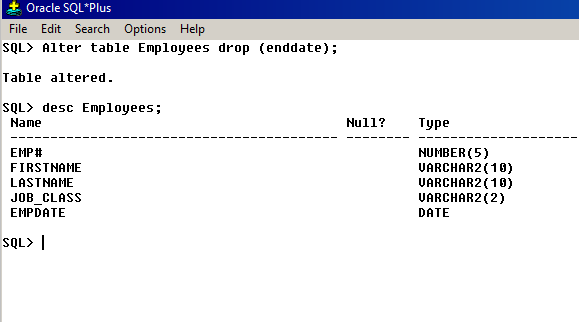 Oracle SQL*Plus
File Edit Search Options Help
SQL> Alter table Employees drop (enddate);
Table altered.
SQL> desc Employees;
Name Null? Type
----------------------------------------- -------- --------------------
EMP# NUMBER(5)
FIRSTNAME VARCHAR2(10)
LASTNAME VARCHAR2(10)
JOB_CLASS VARCHAR2(2)
EMPDATE DATE
SQL>